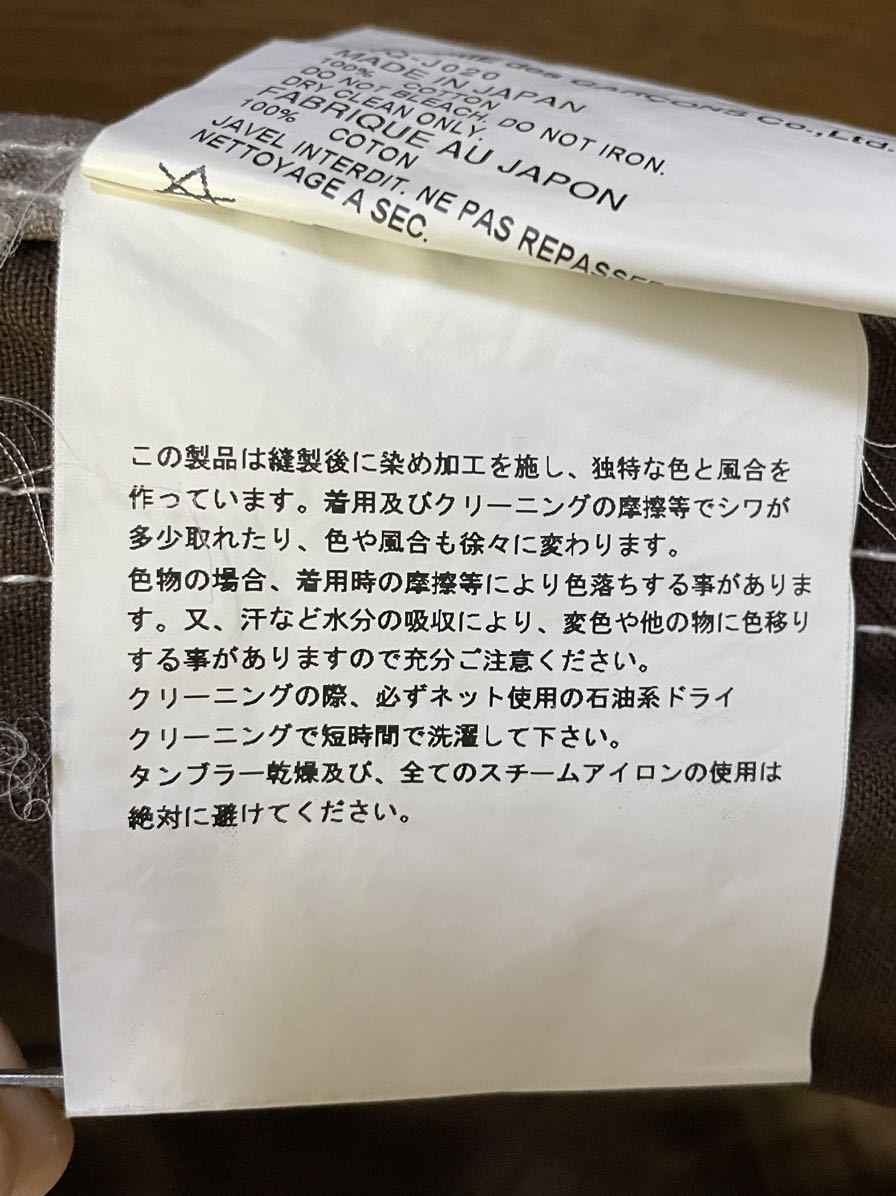 des GARCONS Co.,Ltd.
-J020
MADE IN JAPAN
100% COTTON
DO NOT BLEACH. DO NOT IRON.
DRY CLEAN ONLY.
FABRIQUE AU JAPON
100% COTON
JAVEL INTERDIT. NE PAS REPASSER
NETTOYAGE A SEC.
この製品は縫製後に染め加工を施し、独特な色と風合を
作っています。着用及びクリーニングの摩擦等でシワが
多少取れたり、色や風合も徐々に変わります。
色物の場合、着用時の摩擦等により色落ちする事がありま
す。又、汗など水分の吸収により、変色や他の物に色移り
する事がありますので充分ご注意ください。
クリーニングの際、必ずネット使用の石油系ドライ
クリーニングで短時間で洗濯して下さい。
タンブラー乾燥及び、全てのスチームアイロンの使用は
絶対に避けてください。